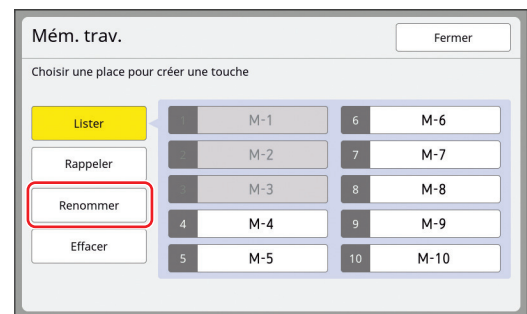 Mém. trav.
Fermer
Choisir une place pour créer une touche
Lister
Rappeler
Renommer
Effacer
1 M-1
2 M-2
3 M-3
4 M-4
5 M-5
6 M-6
7 M-7
8 M-8
9 M-9
10 M-10